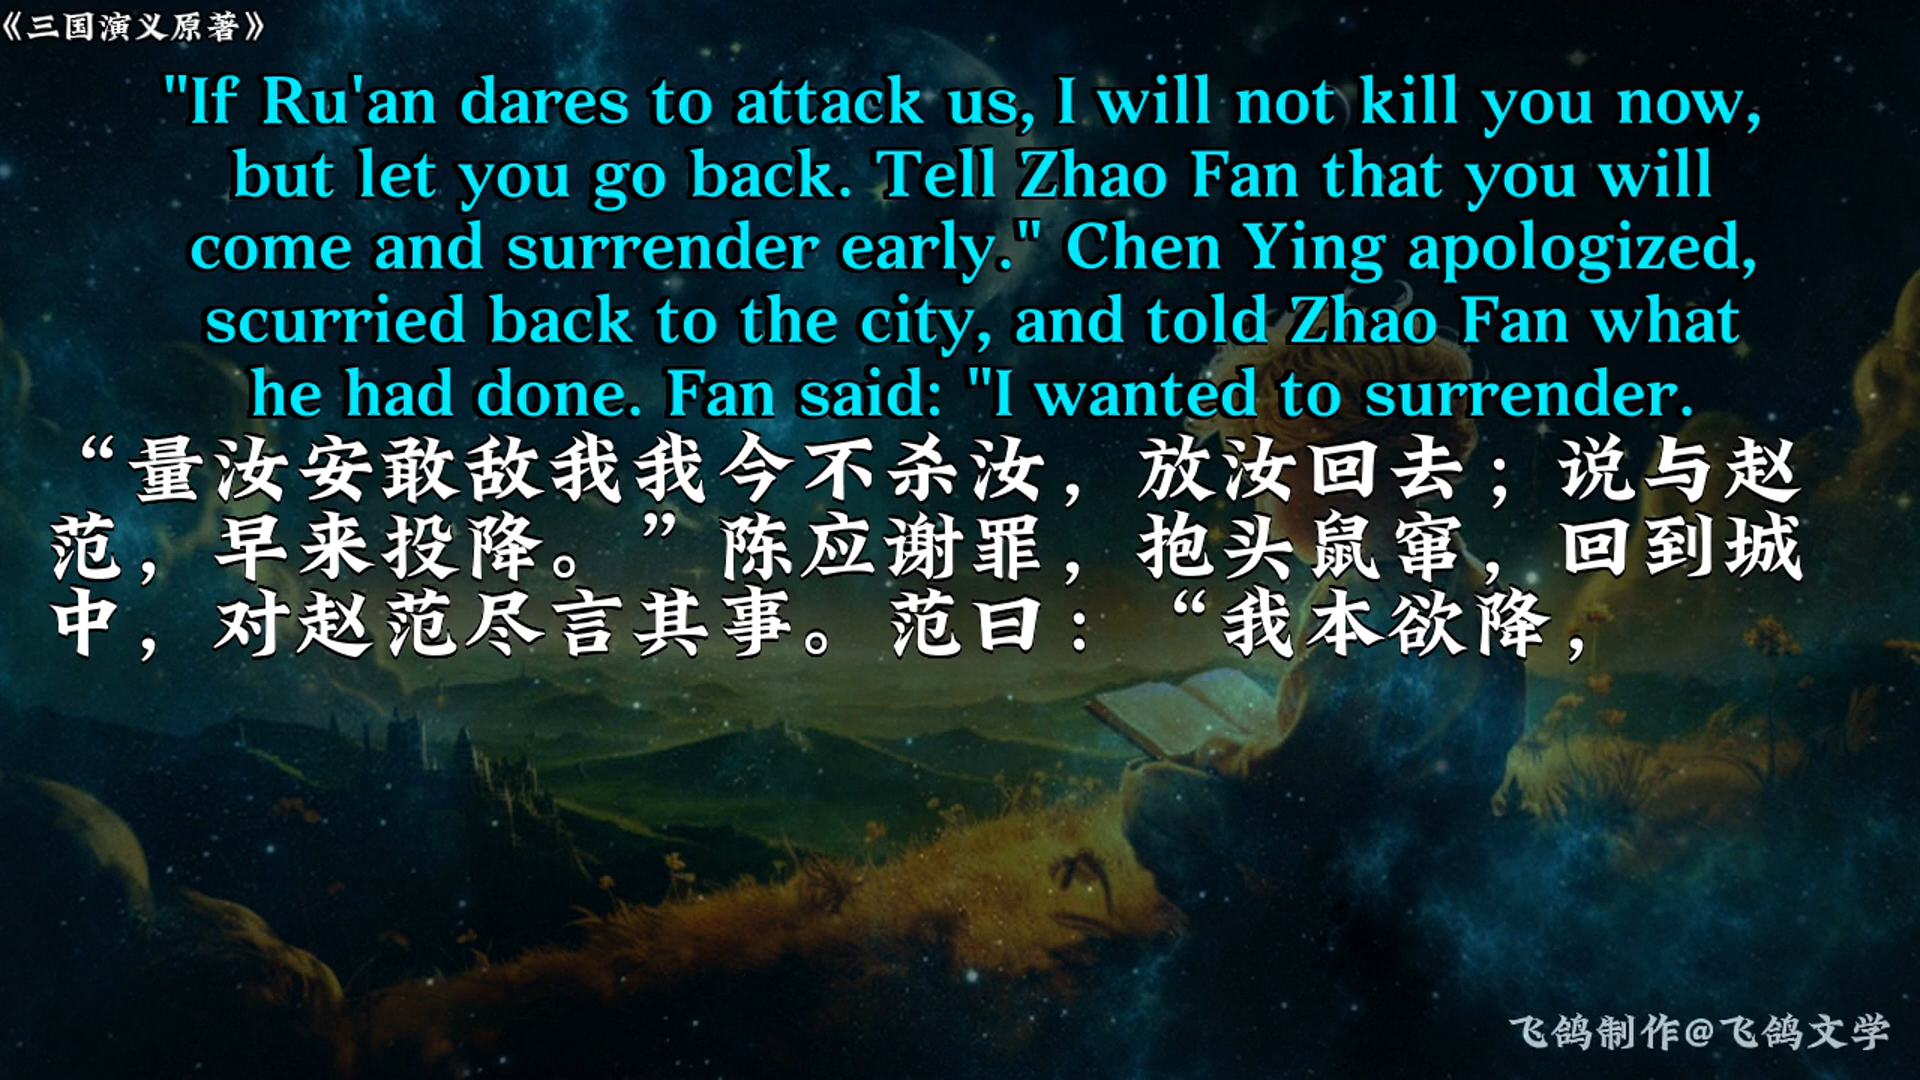 《三国演义原著》
"If Ru'an dares to attack us, I will not kill you now,
but let you go back. Tell Zhao Fan that you will
come and surrender early." Chen Ying apologized,
scurried back to the city, and told Zhao Fan what
he had done. Fan said: "I wanted to surrender.
“量汝安敢敌我我今不杀汝，放汝回去；说与赵
范，早来投降。”陈应谢罪，抱头鼠窜，回到城
中，对赵范尽言其事。范曰：“我本欲降，
飞鸽制作@飞鸽文学